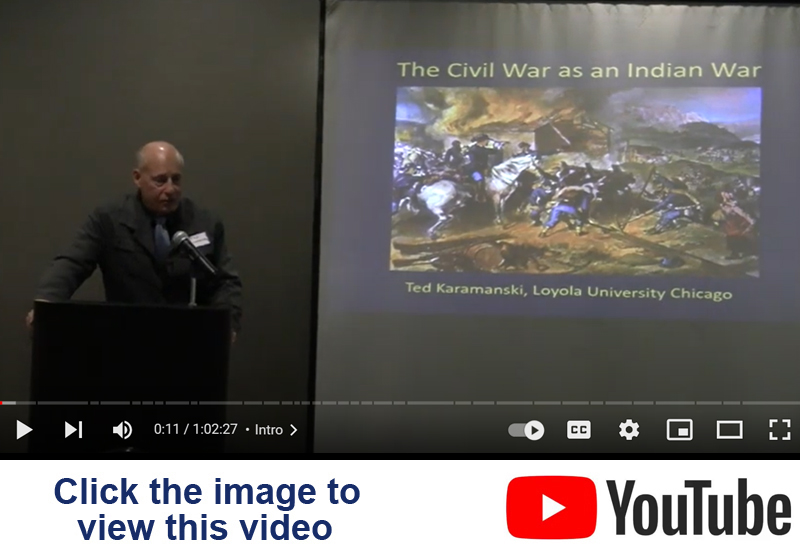 The Civil War as an Indian War
Ted Karamanski, Loyola University Chicago
0:11 / 1:02:27 • Intro
CC
Click the image to
view this video
YouTube